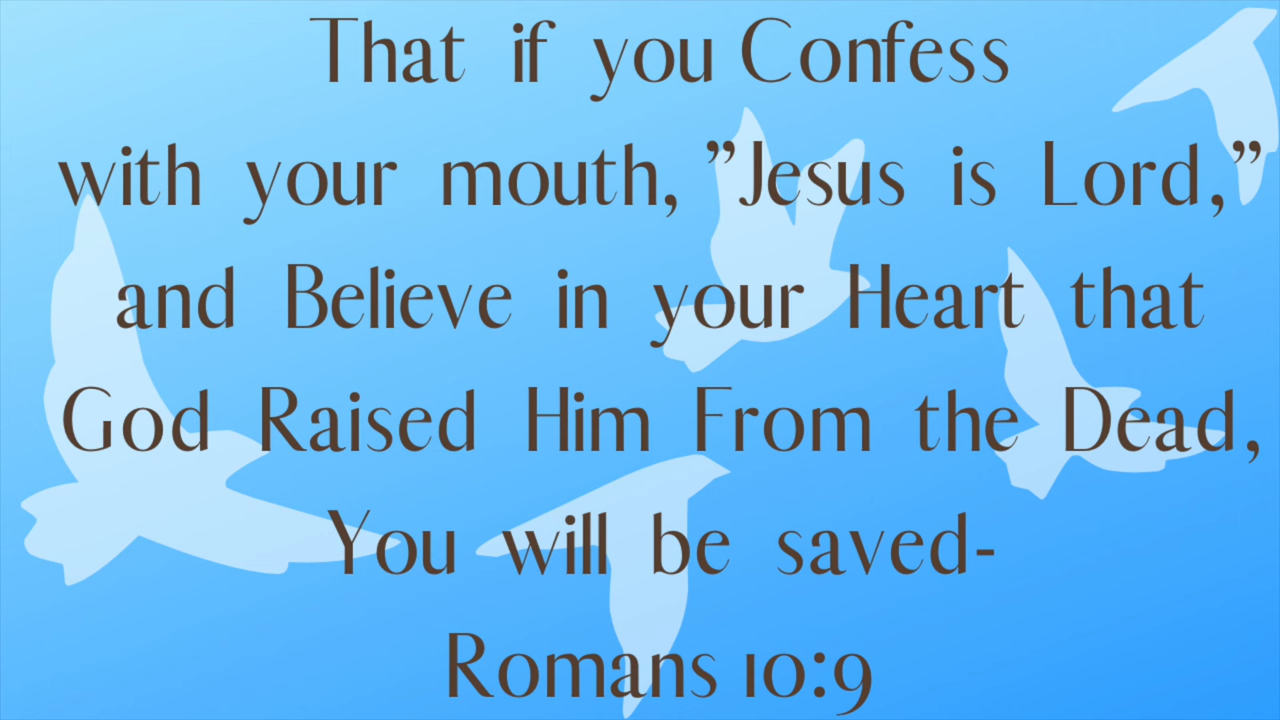 That if you Confess
with your mouth, ”Jesus is Lord,”
and Believe in your Heart that
God Raised Him From the Dead,
You will be saved-
Romans 10:9